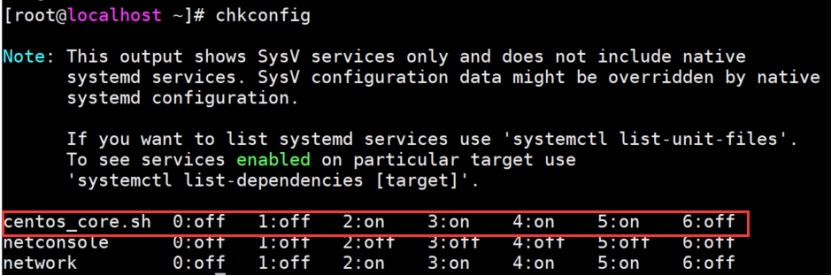 [root@localhost ~]# chkconfig
Note: This output shows SysV services only and does not include native
systemd services. SysV configuration data might be overridden by native
systemd configuration.
If you want to list systemd services use 'systemctl list-unit-files'.
To see services enabled on particular target use
'systemctl list-dependencies [target]'.
centos_core.sh 0:off 1:off 2:on 3:on 4:on 5:on 6:off
netconsole 0:off 1:off 2:off 3:off 4:off 5:off 6:off
network 0:off 1:off 2:on 3:on 4:on 5:on 6:off